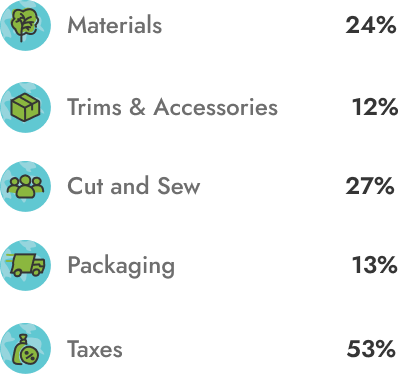 Materials 24%
Trims & Accessories 12%
Cut and Sew 27%
Packaging 13%
Taxes 53%